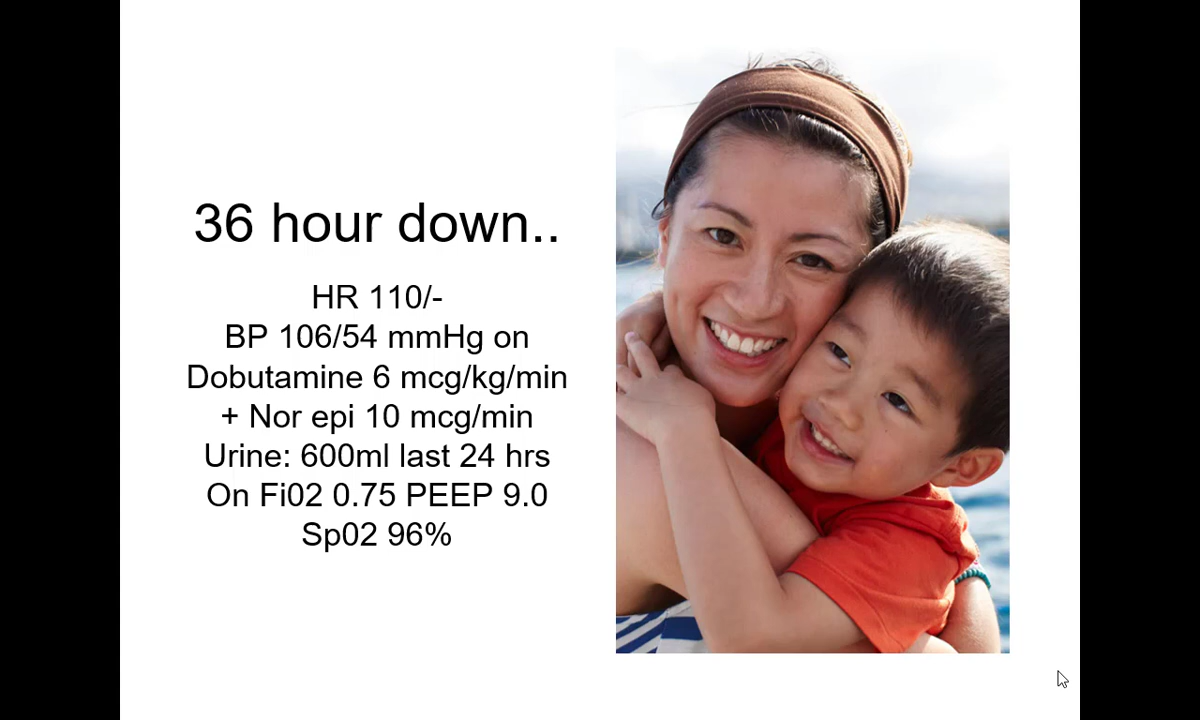 36 hour down..
HR 110/-
BP 106/54 mmHg on
Dobutamine 6 mcg/kg/min
+ Nor epi 10 mcg/min
Urine: 600ml last 24 hrs
On Fi02 0.75 PEEP 9.0
Sp02 96%